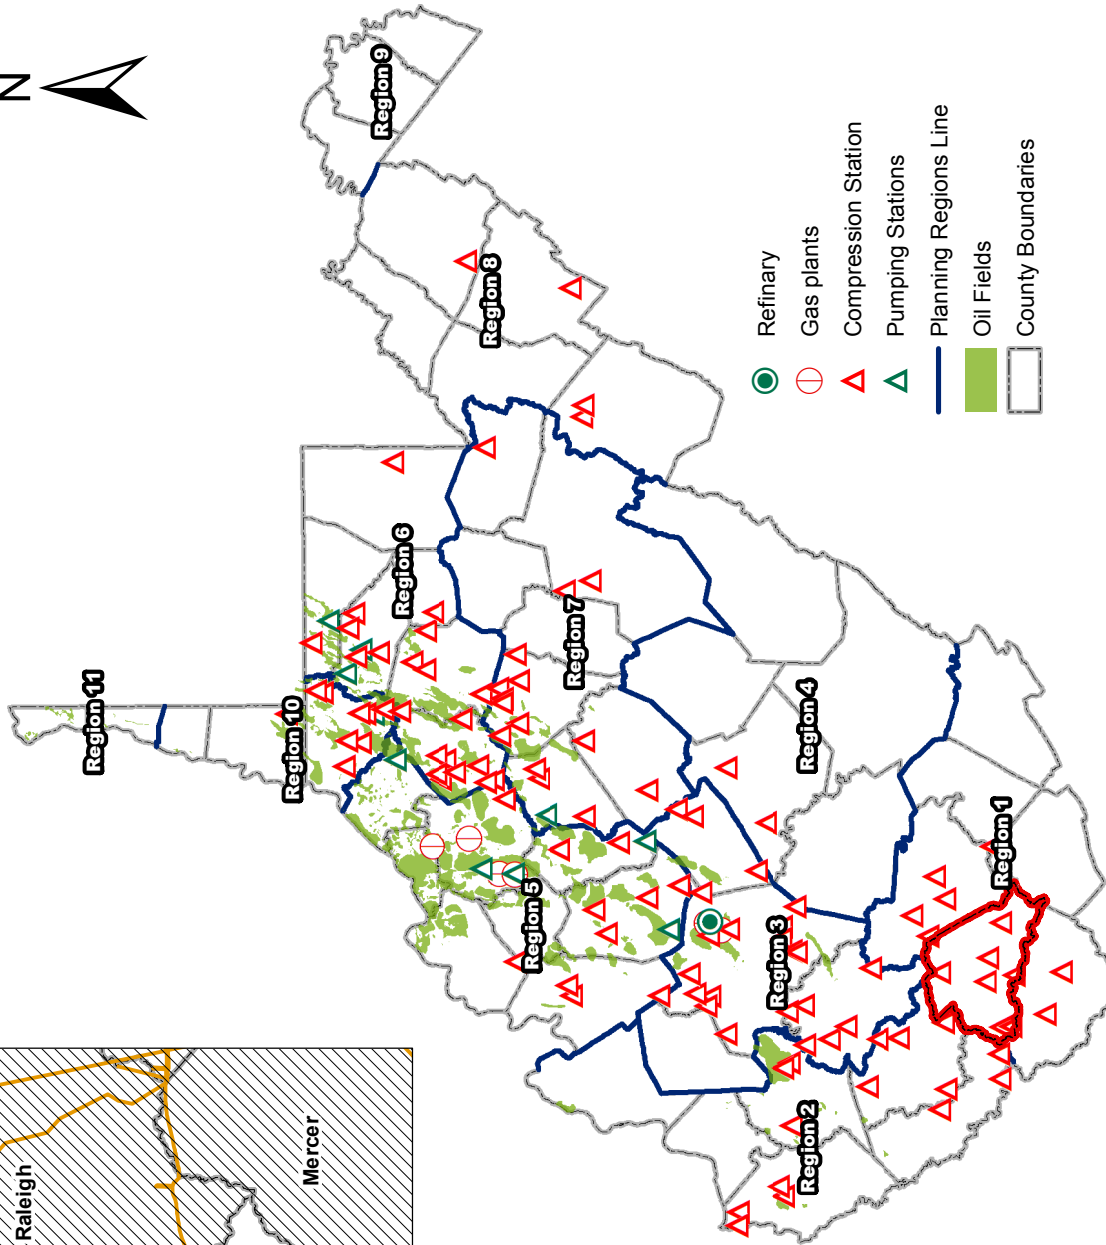 N
Region 9
Region 8
Region 11
Region 10
Region 6
Region 7
Region 5
Region 4
Region 3
Region 1
Region 2
Refinary
Gas plants
Compression Station
Pumping Stations
Planning Regions Line
Oil Fields
County Boundaries
Raleigh
Mercer